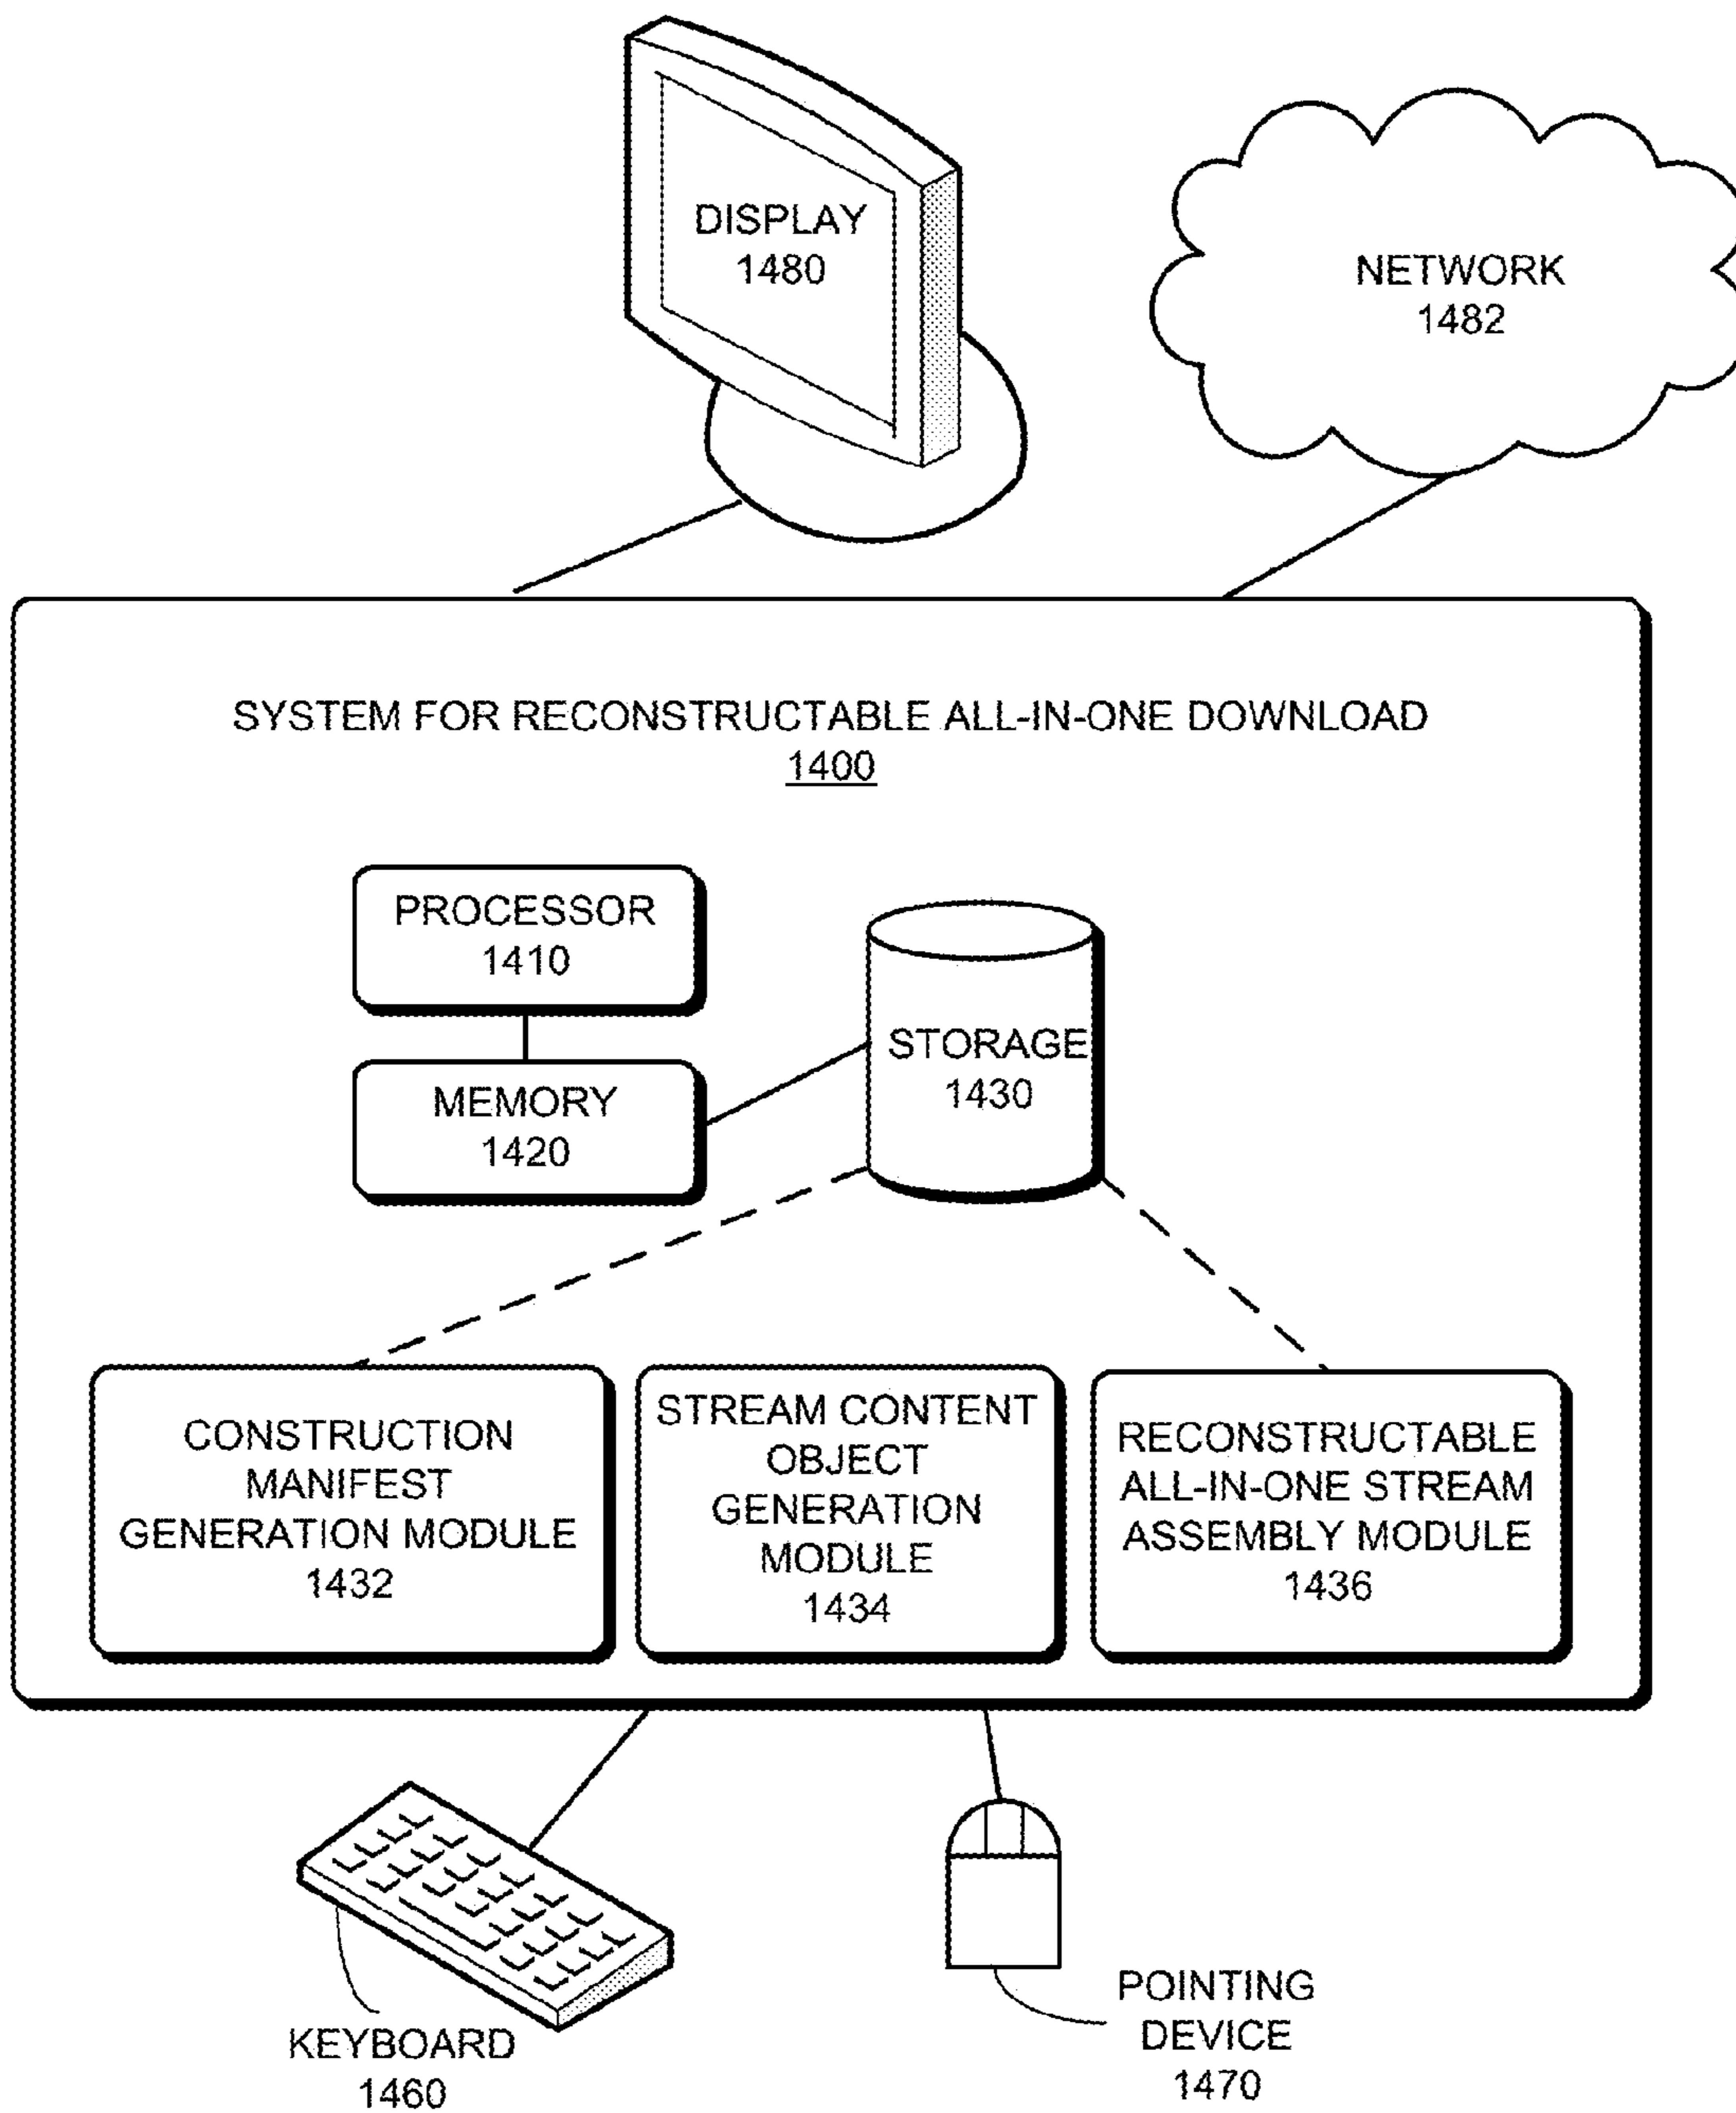 DISPLAY
1480
NETWORK
1482
SYSTEM FOR RECONSTRUCTABLE ALL-IN-ONE DOWNLOAD
1400
PROCESSOR
1410
MEMORY
1420
STORAGE
1430
CONSTRUCTION
MANIFEST
GENERATION MODULE
1432
STREAM CONTENT
OBJECT
GENERATION
MODULE
1434
RECONSTRUCTABLE
ALL-IN-ONE STREAM
ASSEMBLY MODULE
1436
KEYBOARD
1460
POINTING
DEVICE
1470